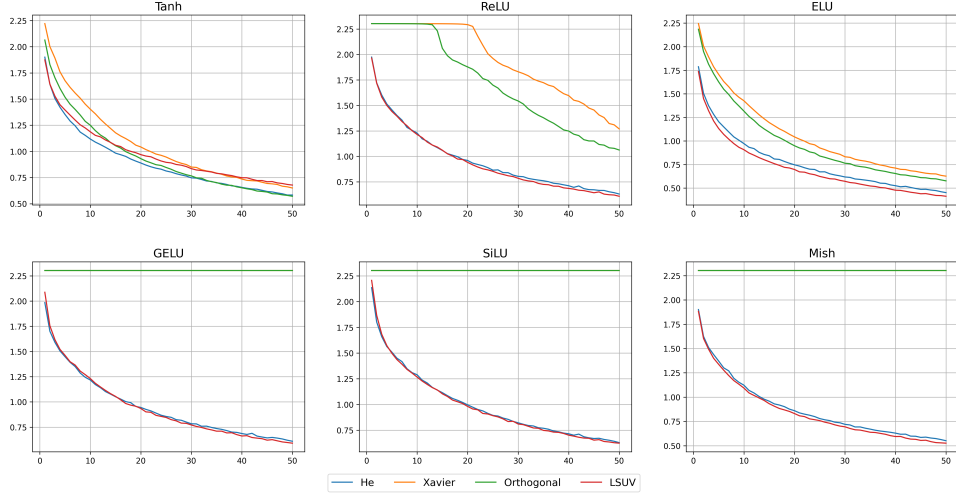 Tanh ReLU ELU
2.25 2.25 2.25
2.00 2.00 2.00
1.75 1.75 1.75
1.50 1.50 1.50
1.25 1.25 1.25
1.00 1.00 1.00
0.75 0.75 0.75
0.50 0.50
0 10 20 30 40 50 0 10 20 30 40 50 0 10 20 30 40 50
GELU SiLU Mish
2.25 2.25 2.25
2.00 2.00 2.00
1.75 1.75 1.75
1.50 1.50 1.50
1.25 1.25 1.25
1.00 1.00 1.00
0.75 0.75 0.75
0.50
0 10 20 30 40 50 0 10 20 30 40 50 0 10 20 30 40 50
He Xavier Orthogonal LSUV